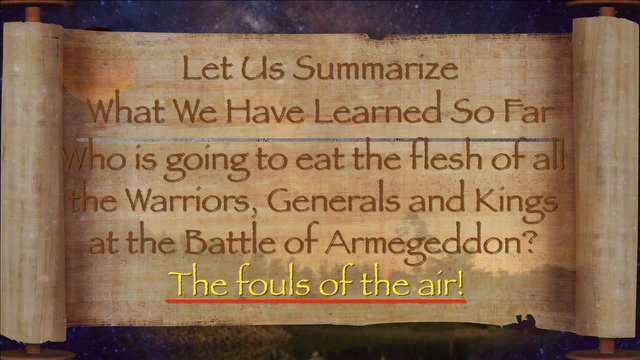 Let Us Summarize
What We Have Learned So Far
Who is going to eat the flesh of all
the Warriors, Generals and Kings
at the Battle of Armegeddon?
The fouls of the air!